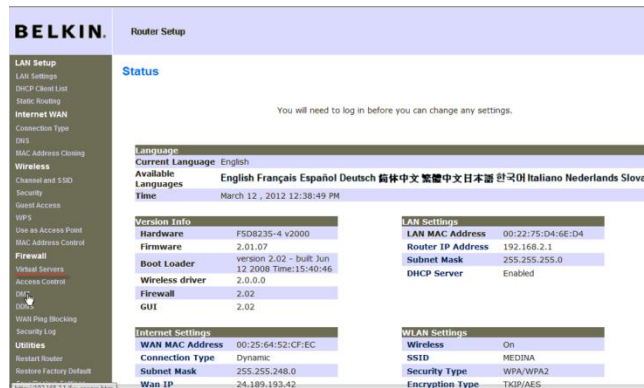 BELKIN.
Router Setup
LAN Setup
LAN Settings
DHCP Client List
Static Routing
Internet WAN
Connection Type
DNS
MAC Address Cloning
Wireless
Channel and SSID
Security
Guest Access
WPS
Use as Access Point
MAC Address Control
Firewall
Virtual Servers
Access Control
DMZ
DDNS
WAN Ping Blocking
Security Log
Utilities
Restart Router
Restore Factory Default
Status
You will need to log in before you can change any settings.
Language
Current Language English
Available Languages English Français Español Deutsch 简体中文 繁體中文 日本語 한국어 Italiano Nederlands Slova
Time March 12 , 2012 12:38:49 PM
Version Info
Hardware F5D8235-4 v2000
Firmware 2.01.07
Boot Loader version 2.02 - built Jun
12 2008 Time:15:40:46
Wireless driver 2.0.0.0
Firewall 2.02
GUI 2.02
LAN Settings
LAN MAC Address 00:22:75:D4:6E:D4
Router IP Address 192.168.2.1
Subnet Mask 255.255.255.0
DHCP Server Enabled
Internet Settings
WAN MAC Address 00:25:64:52:CF:EC
Connection Type Dynamic
Subnet Mask 255.255.248.0
Wan IP 24.189.193.42
WLAN Settings
Wireless On
SSID MEDINA
Security Type WPA/WPA2
Encryption Type TKIP/AES